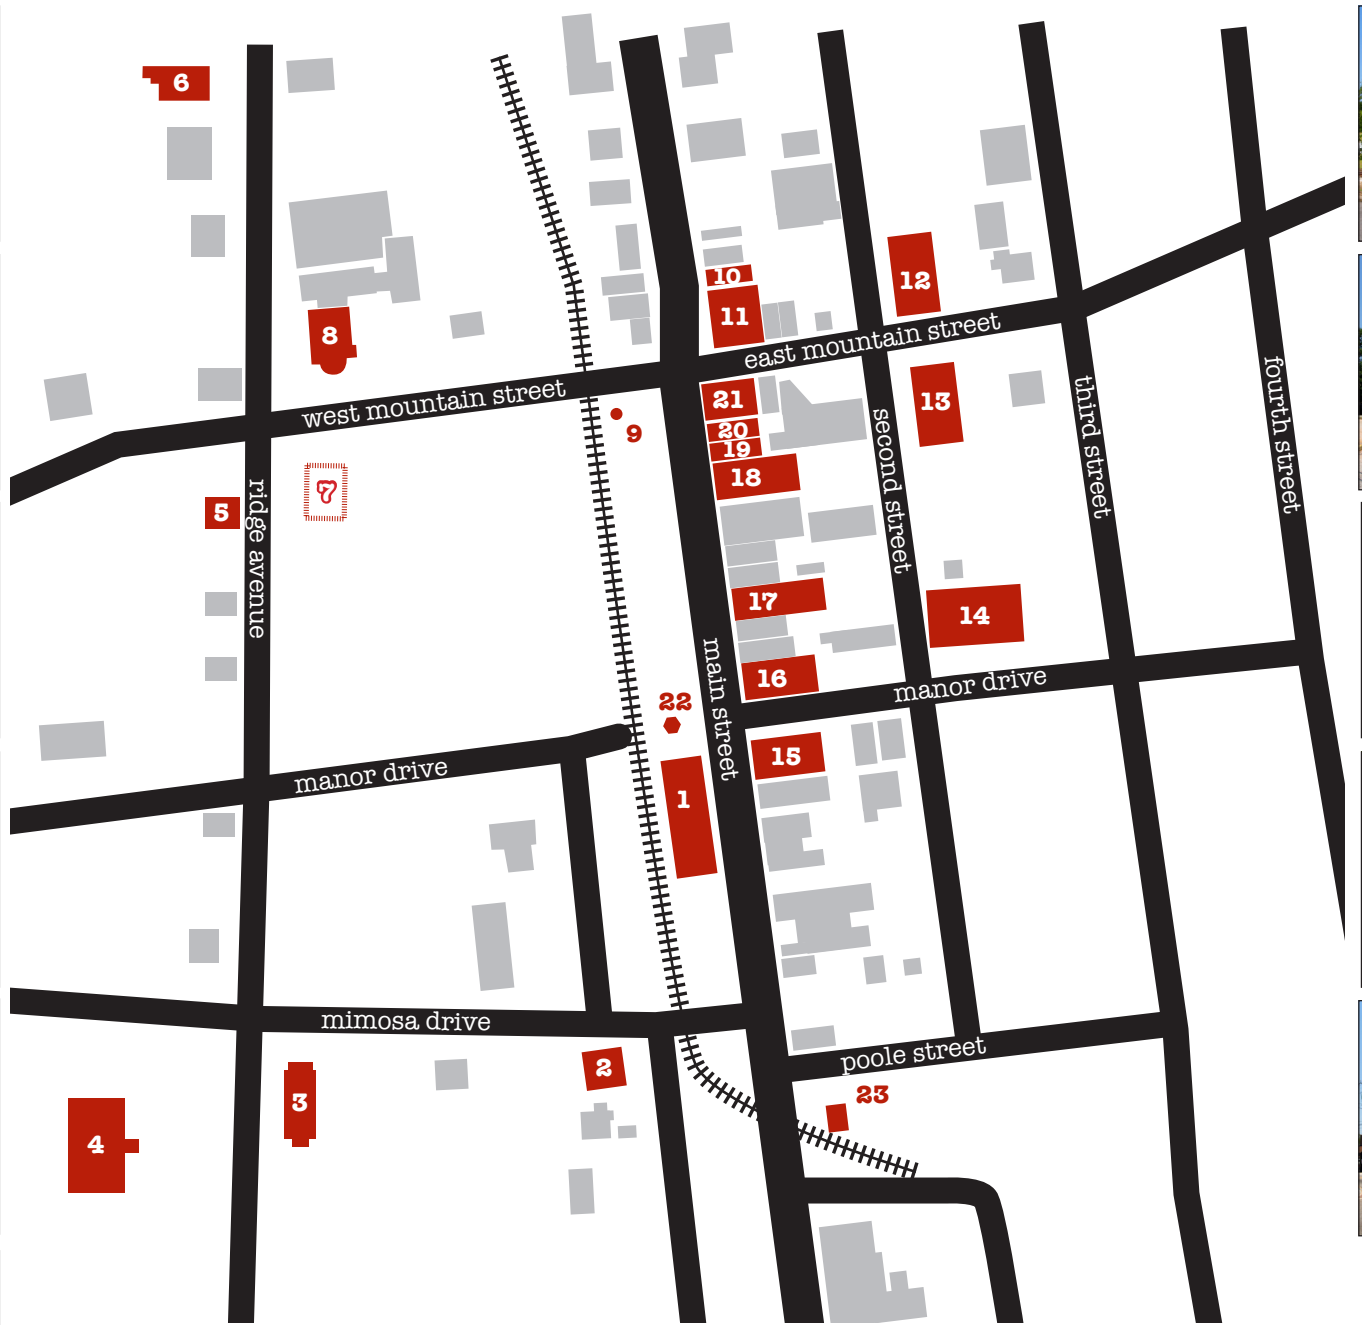 6
10
12
11
8
east mountain street
west mountain street
21
13
9
20
19
18
third street
fourth street
second street
7
5
ridge avenue
17
14
main street
16
manor drive
22
15
manor drive
1
mimosa drive
poole street
2
23
3
4